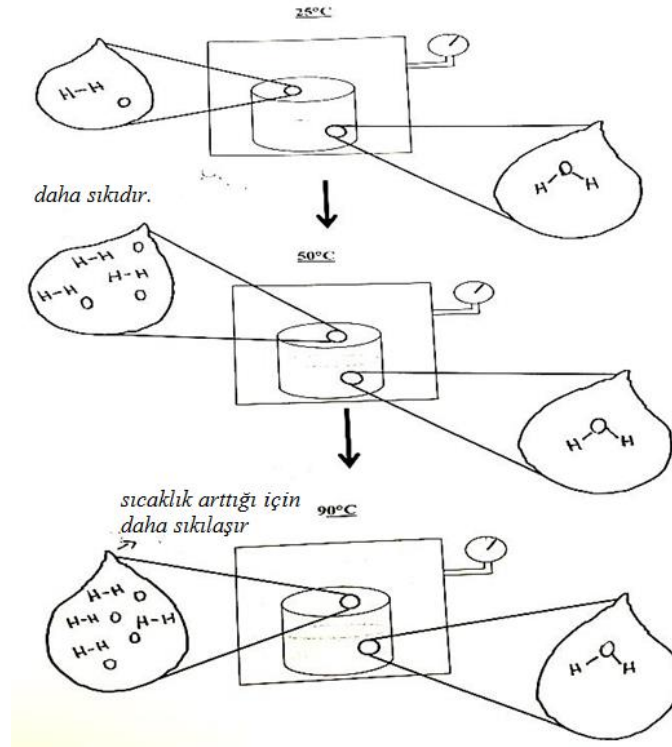 25°C
H-H
O
H O H
daha sıkıdır.
50°C
H-H O
H-H
H-H O O
H O H
sıcaklık arttığı için
daha sıkılaşır
90°C
H-H O
H-H O H-H
H-H O
O
H O H